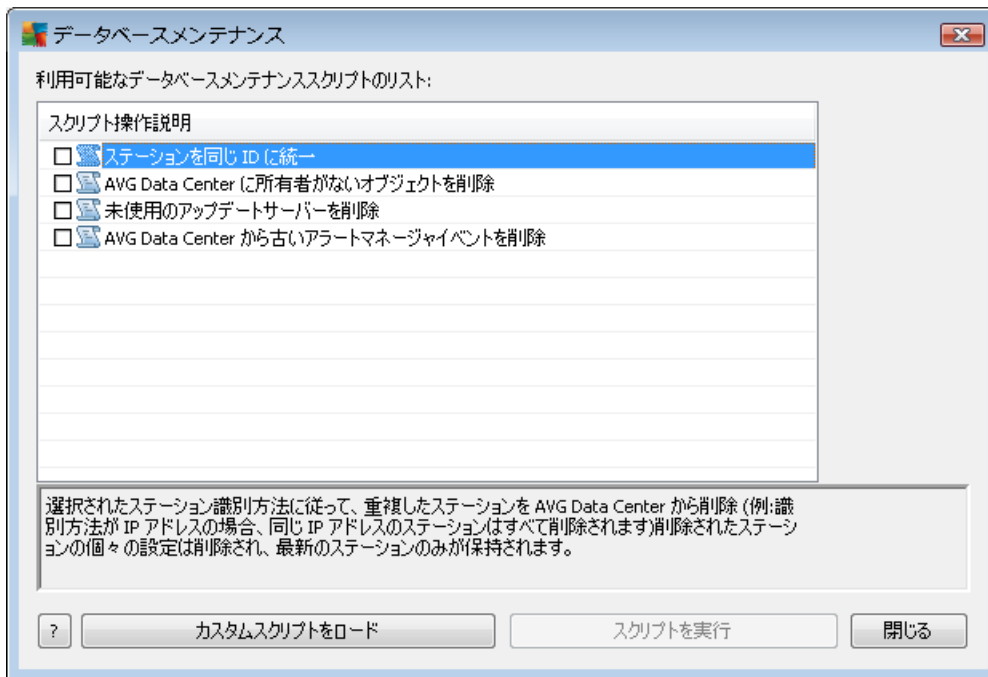 データベースメンテナンス
利用可能なデータベースメンテナンススクリプトのリスト:
スクリプト操作説明
ステーションを同じ ID に統一
AVG Data Center に所有者がないオブジェクトを削除
未使用のアップデートサーバーを削除
AVG Data Center から古いアラートマネージャイベントを削除
選択されたステーション識別方法に従って、重複したステーションを AVG Data Center から削除 (例:識
別方法が IP アドレスの場合、同じ IP アドレスのステーションはすべて削除されます)削除されたステーシ
ョンの個々の設定は削除され、最新のステーションのみが保持されます。
? カスタムスクリプトをロード スクリプトを実行 閉じる